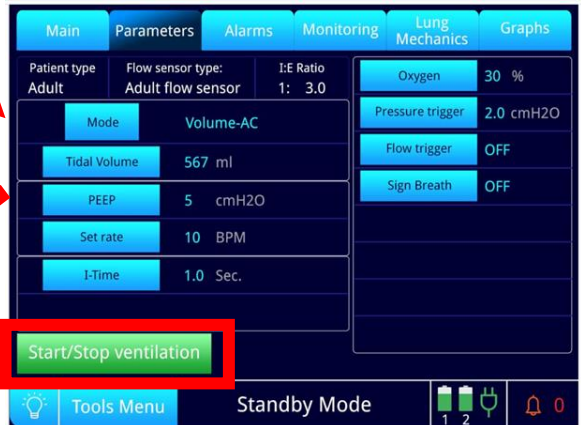 Main Parameters Alarms Monitoring Lung Mechanics Graphs
Patient type Flow sensor type: I:E Ratio
Adult Adult flow sensor 1: 3.0
Mode Volume-AC
Tidal Volume 567 ml
PEEP 5 cmH2O
Set rate 10 BPM
I-Time 1.0 Sec.
Oxygen 30 %
Pressure trigger 2.0 cmH2O
Flow trigger OFF
Sign Breath OFF
Start/Stop ventilation
Tools Menu Standby Mode 1 2 0